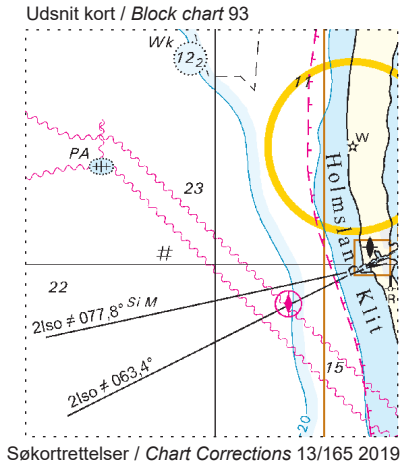 Udsnit kort / Block chart 93
Wk
12₂
11
W
PA
23
Holmsland Klit
#
22
Si M
2Iso ≠ 077,8°
R
2Iso ≠ 063,4°
15
20
Søkortrettelser / Chart Corrections 13/165 2019